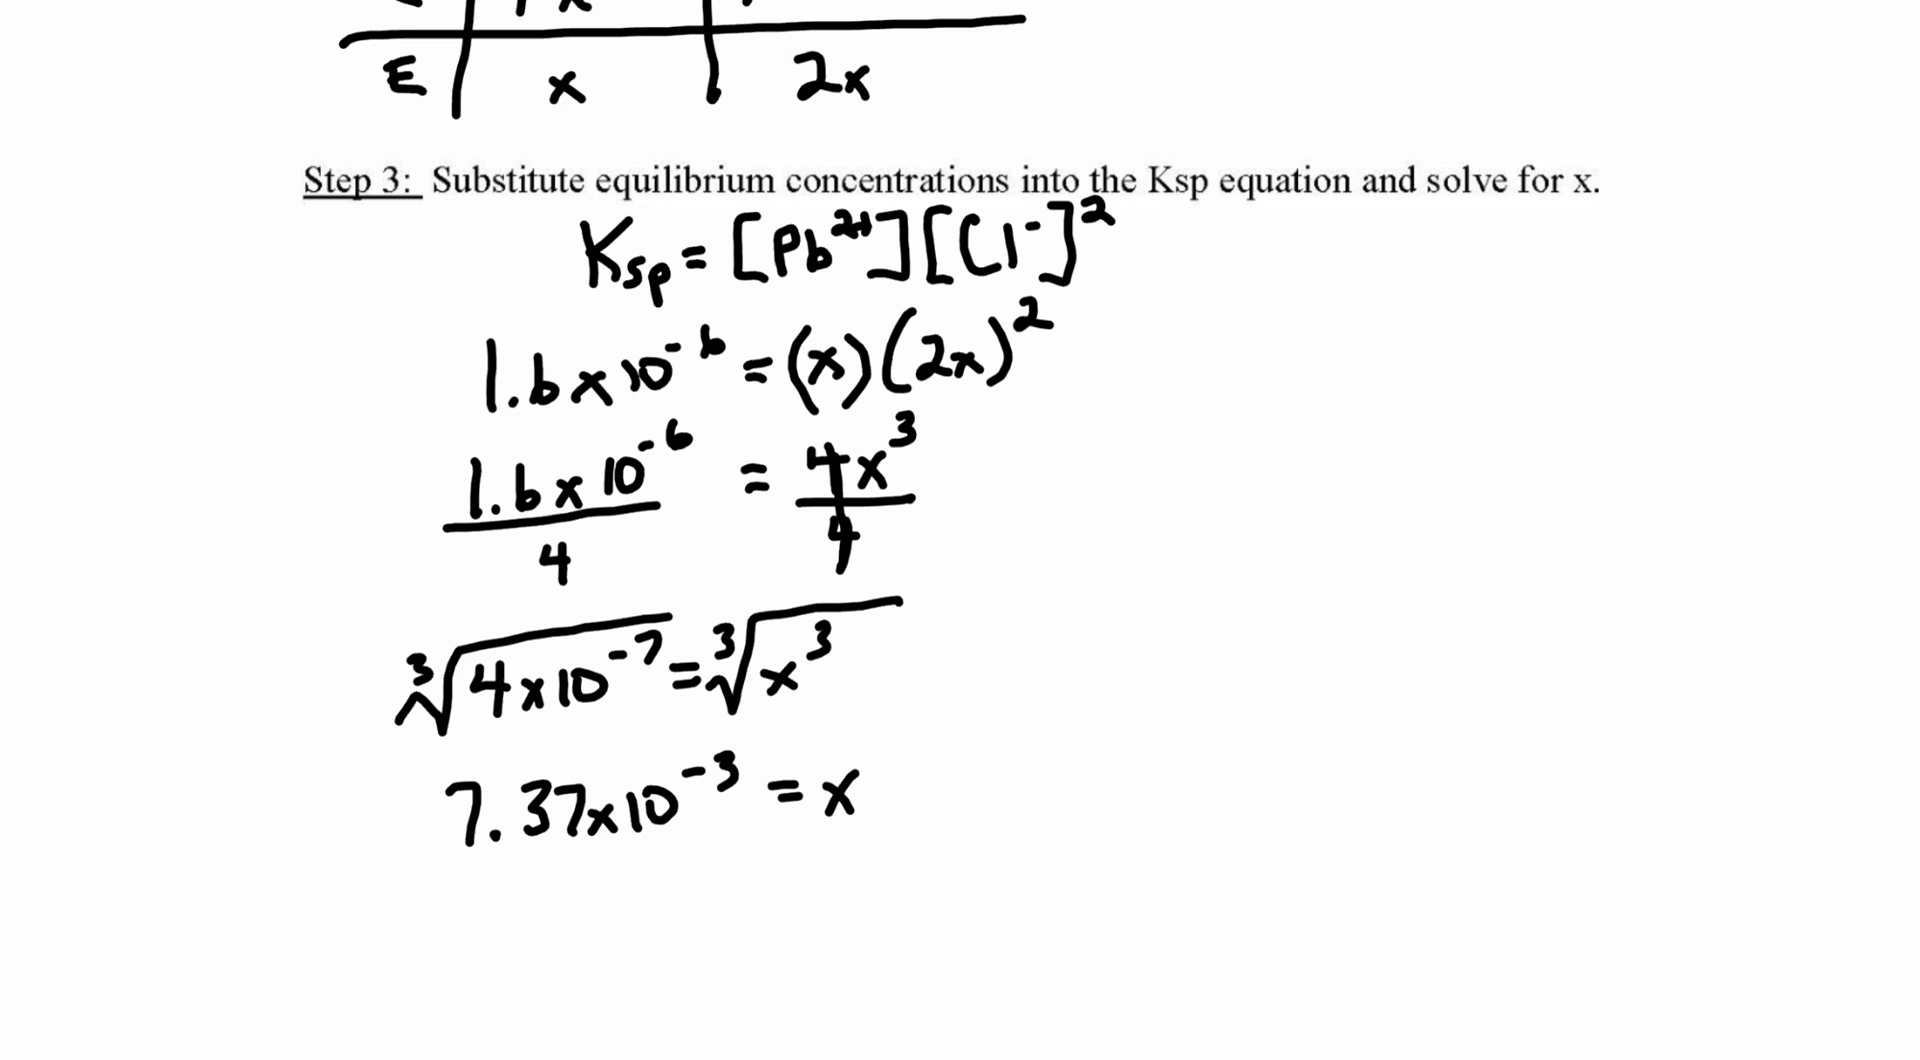 E x 2x
Step 3: Substitute equilibrium concentrations into the Ksp equation and solve for x.
Ksp = [Pb²⁺][Cl⁻]²
1.6 x 10⁻⁶ = (x)(2x)²
1.6 x 10⁻⁶ = 4x³
4 4
³√4 x 10⁻⁷ = ³√x³
7.37 x 10⁻³ = x